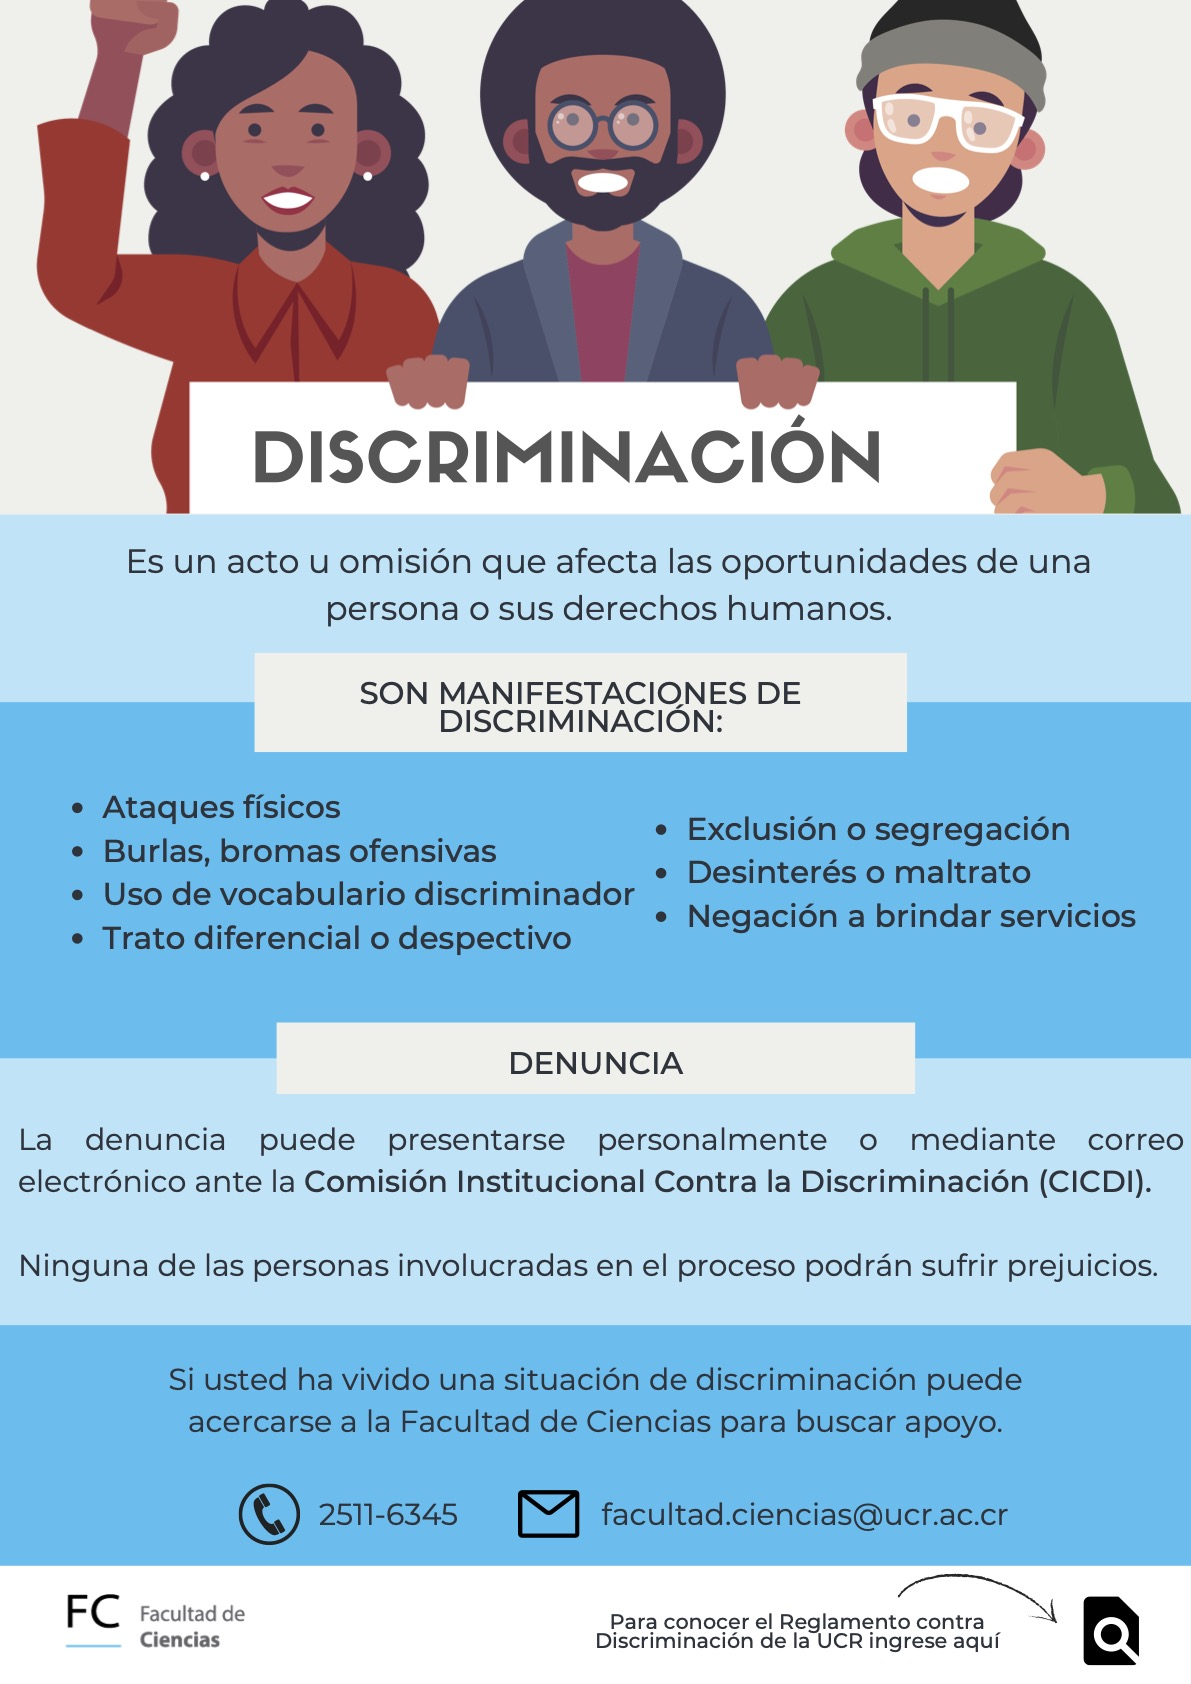 DISCRIMINACIÓN
Es un acto u omisión que afecta las oportunidades de una
persona o sus derechos humanos.
SON MANIFESTACIONES DE
DISCRIMINACIÓN:
• Ataques físicos
• Burlas, bromas ofensivas
• Uso de vocabulario discriminador
• Trato diferencial o despectivo
• Exclusión o segregación
• Desinterés o maltrato
• Negación a brindar servicios
DENUNCIA
La denuncia puede presentarse personalmente o mediante correo
electrónico ante la Comisión Institucional Contra la Discriminación (CICDI).
Ninguna de las personas involucradas en el proceso podrán sufrir prejuicios.
Si usted ha vivido una situación de discriminación puede
acercarse a la Facultad de Ciencias para buscar apoyo.
2511-6345
facultad.ciencias@ucr.ac.cr
FC
Facultad de
Ciencias
Para conocer el Reglamento contra
Discriminación de la UCR ingrese aquí